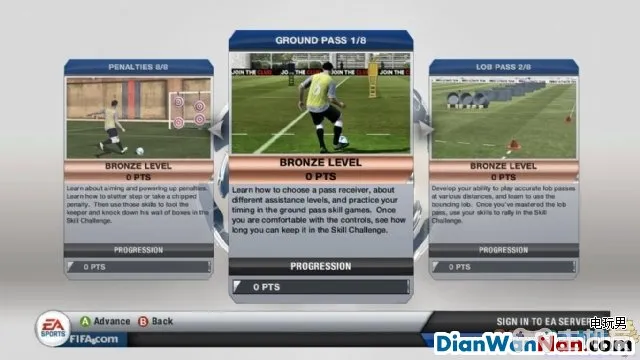 PENALTIES 8/8
BRONZE LEVEL
0 PTS
Learn about aiming and powering up penalties.
Learn how to stutter step or take a chipped
penalty. Then use those skills to fool the
keeper and knock down his wall of boxes in the
Skill Challenge.
PROGRESSION
0 PTS
GROUND PASS 1/8
JOIN THE CLUB JOIN THE JOIN THE CLUB
BRONZE LEVEL
0 PTS
Learn how to choose a pass receiver, about
different assistance levels, and practice your
timing in the ground pass skill games. Once
you are comfortable with the controls, see how
long you can keep it in the Skill Challenge.
PROGRESSION
0 PTS
LOB PASS 2/8
BRONZE LEVEL
0 PTS
Develop your ability to play accurate lob passes
at various distances, and learn to use the
bounding lob. Once you've mastered the lob
pass, use your skills to rally in the Skill
Challenge.
PROGRESSION
0 PTS
EA SPORTS
A Advance B Back
FIFA.com
SIGN IN TO EA SERVER
电玩男
DianWanNan.com